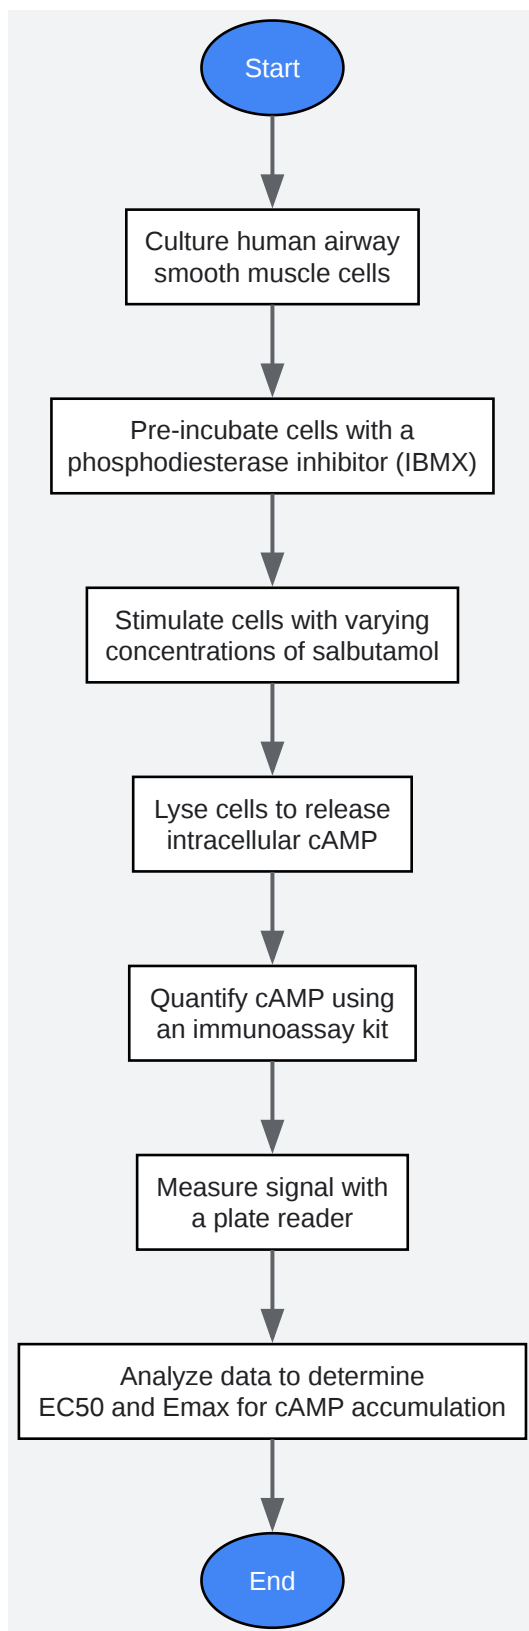 Start
Culture human airway
smooth muscle cells
Pre-incubate cells with a
phosphodiesterase inhibitor (IBMX)
Stimulate cells with varying
concentrations of salbutamol
Lyse cells to release
intracellular cAMP
Quantify cAMP using
an immunoassay kit
Measure signal with
a plate reader
Analyze data to determine
EC50 and Emax for cAMP accumulation
End